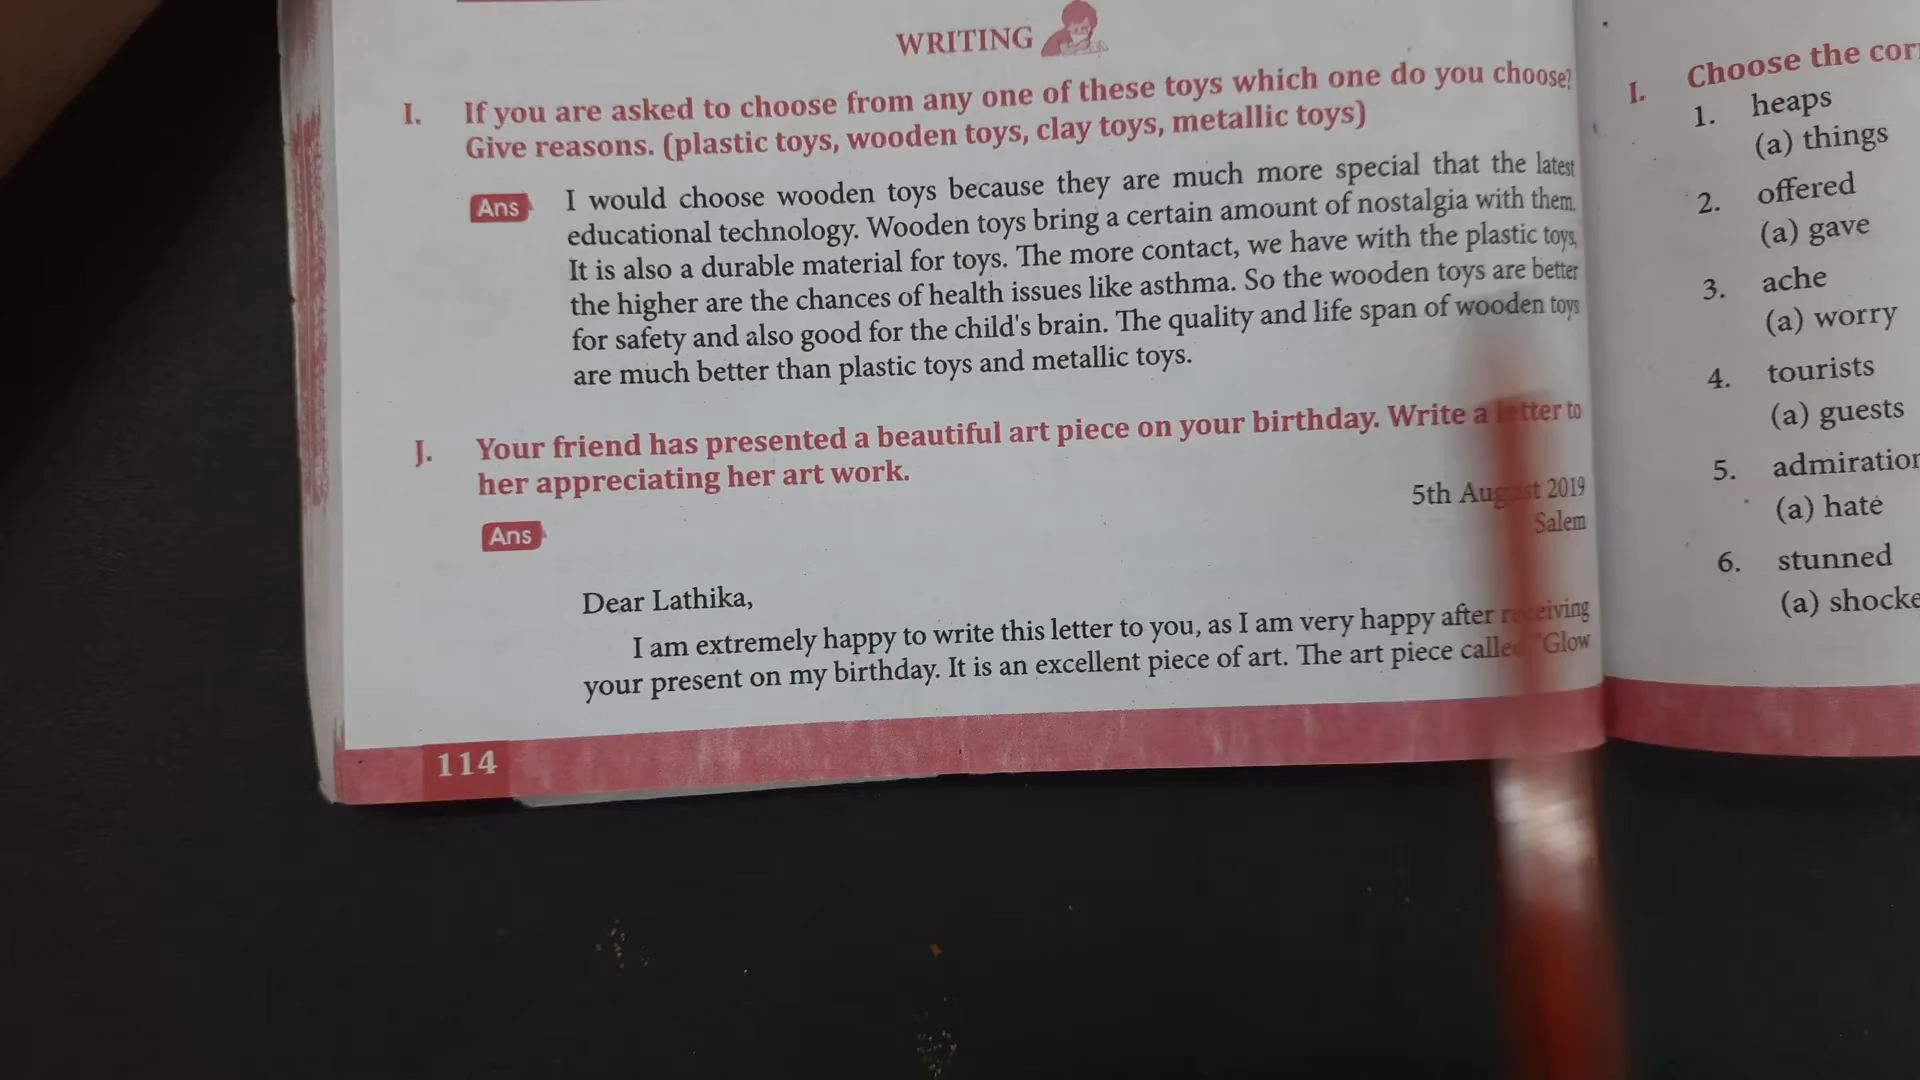 WRITING
I. If you are asked to choose from any one of these toys which one do you choose?
Give reasons. (plastic toys, wooden toys, clay toys, metallic toys)
Ans I would choose wooden toys because they are much more special that the latest
educational technology. Wooden toys bring a certain amount of nostalgia with them.
It is also a durable material for toys. The more contact, we have with the plastic toys,
the higher are the chances of health issues like asthma. So the wooden toys are better
for safety and also good for the child's brain. The quality and life span of wooden toys
are much better than plastic toys and metallic toys.
J. Your friend has presented a beautiful art piece on your birthday. Write a letter to
her appreciating her art work.
5th August 2019
Salem
Ans
Dear Lathika,
I am extremely happy to write this letter to you, as I am very happy after receiving
your present on my birthday. It is an excellent piece of art. The art piece called "Glow
114
I. Choose the cor
1. heaps
(a) things
2. offered
(a) gave
3. ache
(a) worry
4. tourists
(a) guests
5. admiration
(a) hate
6. stunned
(a) shocke